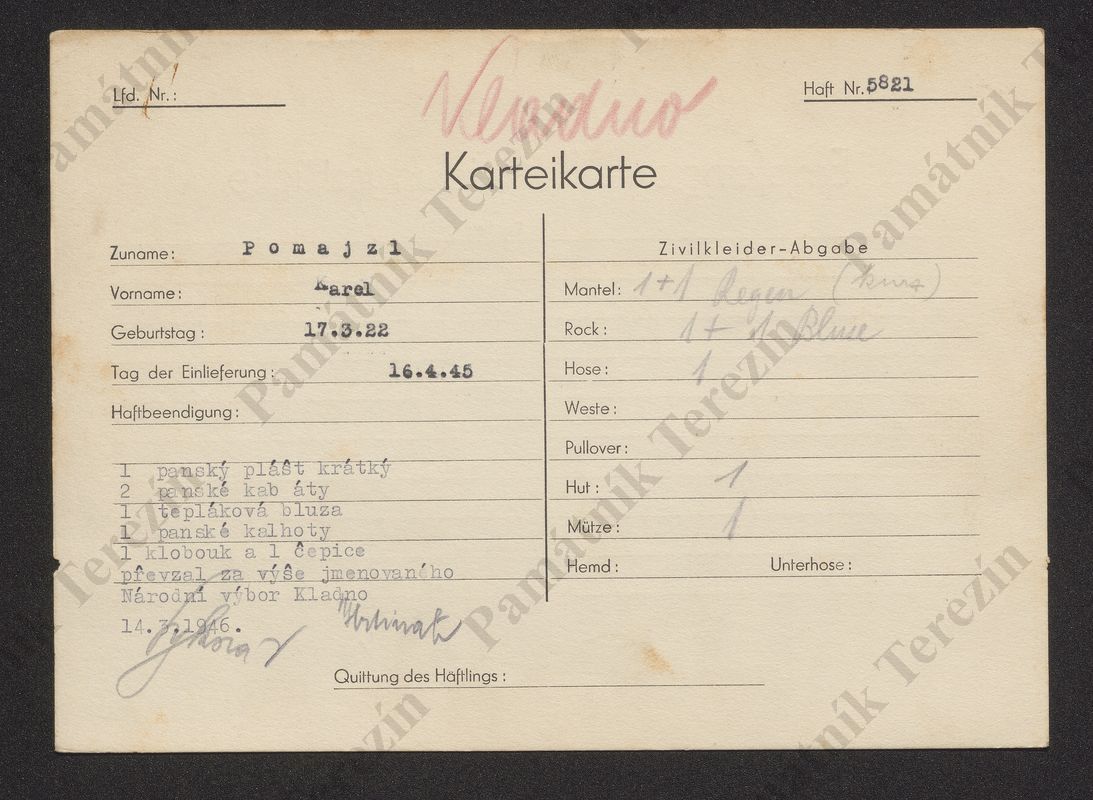 Lfd. Nr.:
Haft Nr. 5821
Karteikarte
Zuname: Pomajzl
Vorname: Karel
Geburtstag: 17.3.22
Tag der Einlieferung: 16.4.45
Haftbeendigung:
1 panský plášt krátký
2 panské kab áty
1 tepláková bluza
1 panské kalhoty
1 klobouk a 1 čepice
převzal za výše jmenovaného
Národní výbor Kladno
14.3.1946.
Zivilkleider-Abgabe
Mantel: 1+1 Regen (kurz)
Rock: 1+1 Bluse
Hose: 1
Weste:
Pullover:
Hut: 1
Mütze: 1
Hemd: Unterhose:
Quittung des Häftlings:
Památník Terezín